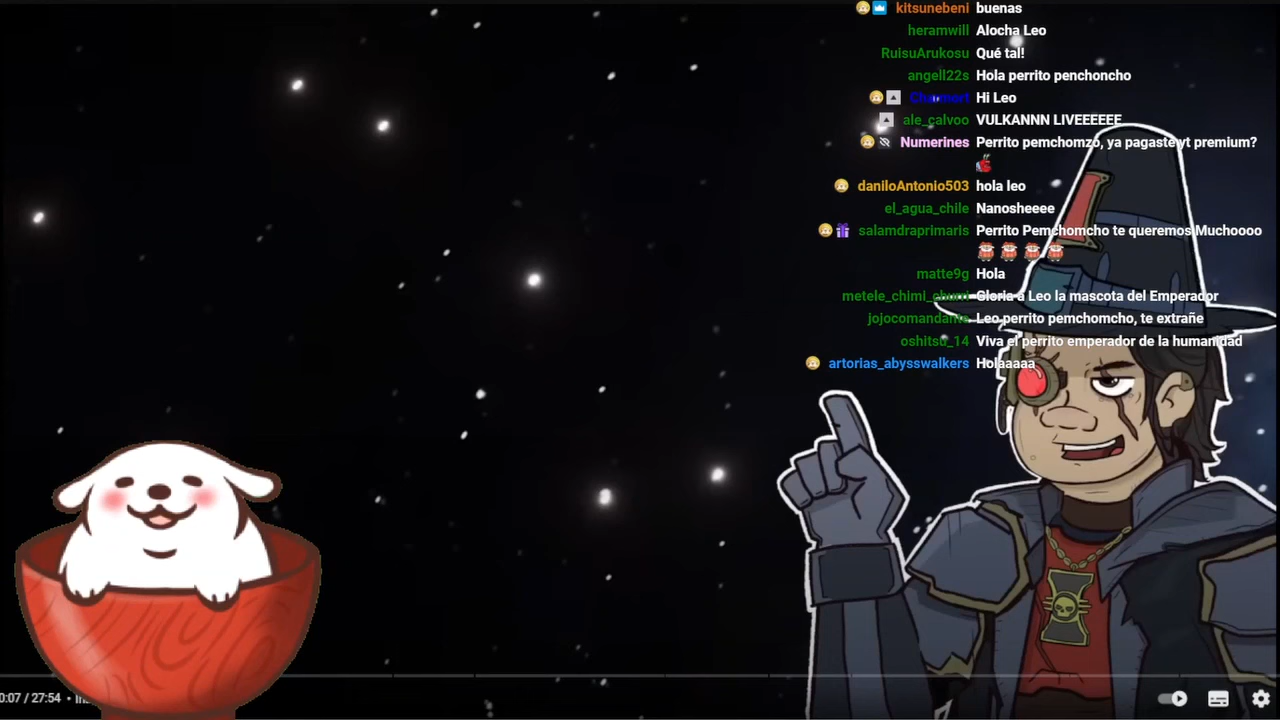 kitsunebeni buenas
heramwill Alocha Leo
RuisuArukosu Qué tal!
angell22s Hola perrito penchoncho
Hi Leo
ale_calvoo VULKANNN LIVEEEEEE
Numerines Perrito pemchomzo, ya pagaste yt premium?
daniloAntonio503 hola leo
el_agua_chile Nanosheeee
salamdraprimaris Perrito Pemchomcho te queremos Muchoooo
matte9g Hola
metele_chimi_churri Gloria a Leo la mascota del Emperador
jojocomandante Leo perrito pemchomcho, te extrañe
oshitsu_14 Viva el perrito emperador de la humanidad
artorias_abysswalkers Holaaaaa
0:07 / 27:54 •